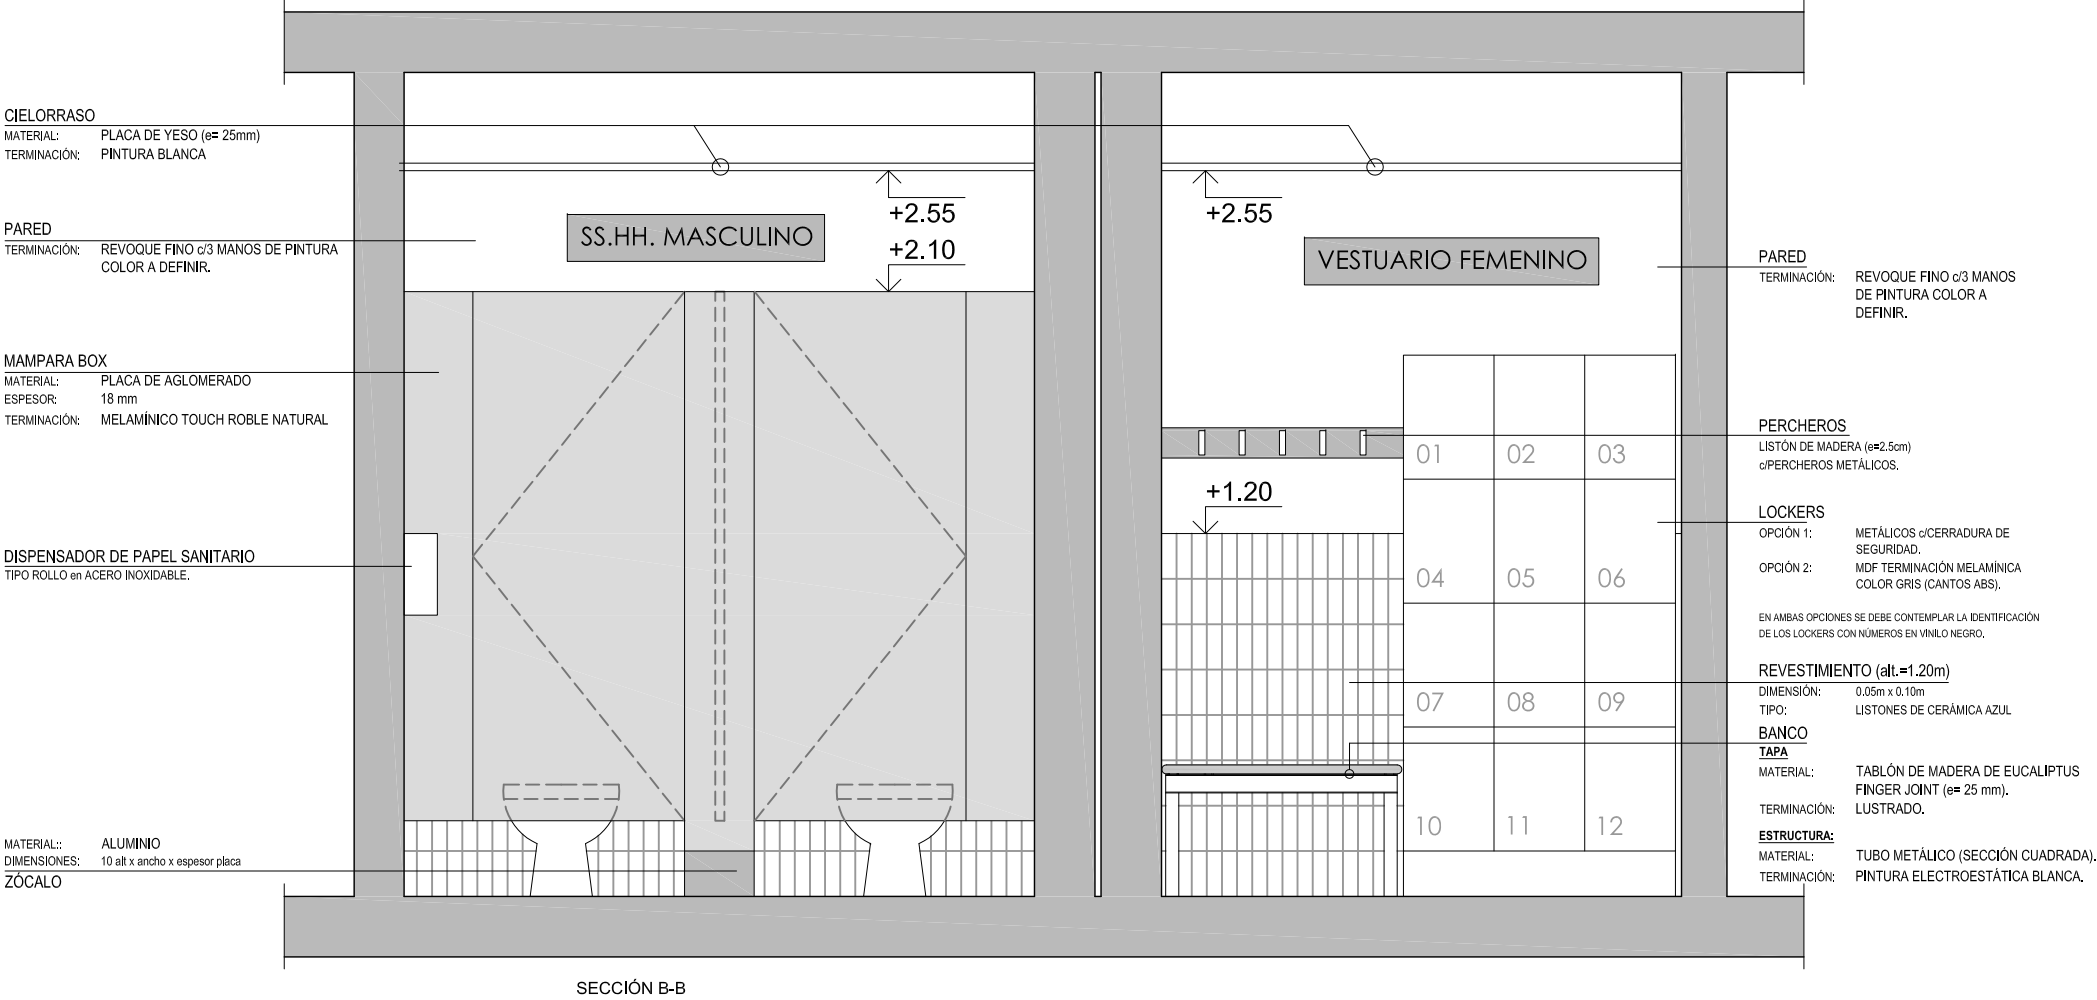 CIELORRASO
MATERIAL: PLACA DE YESO (e= 25mm)
TERMINACIÓN: PINTURA BLANCA
PARED
TERMINACIÓN: REVOQUE FINO c/3 MANOS DE PINTURA
COLOR A DEFINIR.
MAMPARA BOX
MATERIAL: PLACA DE AGLOMERADO
ESPESOR: 18 mm
TERMINACIÓN: MELAMÍNICO TOUCH ROBLE NATURAL
DISPENSADOR DE PAPEL SANITARIO
TIPO ROLLO en ACERO INOXIDABLE.
MATERIAL:: ALUMINIO
DIMENSIONES: 10 alt x ancho x espesor placa
ZÓCALO
SS.HH. MASCULINO
+2.55
+2.10
+2.55
VESTUARIO FEMENINO
+1.20
01 02 03
04 05 06
07 08 09
10 11 12
PARED
TERMINACIÓN: REVOQUE FINO c/3 MANOS
DE PINTURA COLOR A
DEFINIR.
PERCHEROS
LISTÓN DE MADERA (e=2.5cm)
c/PERCHEROS METÁLICOS.
LOCKERS
OPCIÓN 1: METÁLICOS c/CERRADURA DE
SEGURIDAD.
OPCIÓN 2: MDF TERMINACIÓN MELAMÍNICA
COLOR GRIS (CANTOS ABS).
EN AMBAS OPCIONES SE DEBE CONTEMPLAR LA IDENTIFICACIÓN
DE LOS LOCKERS CON NÚMEROS EN VINILO NEGRO.
REVESTIMIENTO (alt.=1.20m)
DIMENSIÓN: 0.05m x 0.10m
TIPO: LISTONES DE CERÁMICA AZUL
BANCO
TAPA
MATERIAL: TABLÓN DE MADERA DE EUCALIPTUS
FINGER JOINT (e= 25 mm).
TERMINACIÓN: LUSTRADO.
ESTRUCTURA:
MATERIAL: TUBO METÁLICO (SECCIÓN CUADRADA).
TERMINACIÓN: PINTURA ELECTROESTÁTICA BLANCA.
SECCIÓN B-B